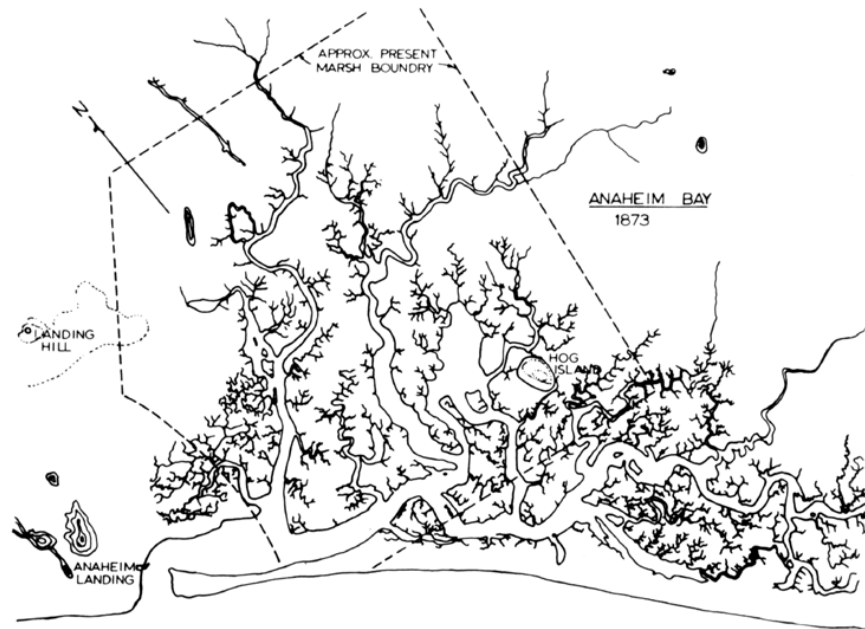 APPROX. PRESENT
MARSH BOUNDRY
N
ANAHEIM BAY
1873
LANDING
HILL
HOG
ISLAND
ANAHEIM
LANDING